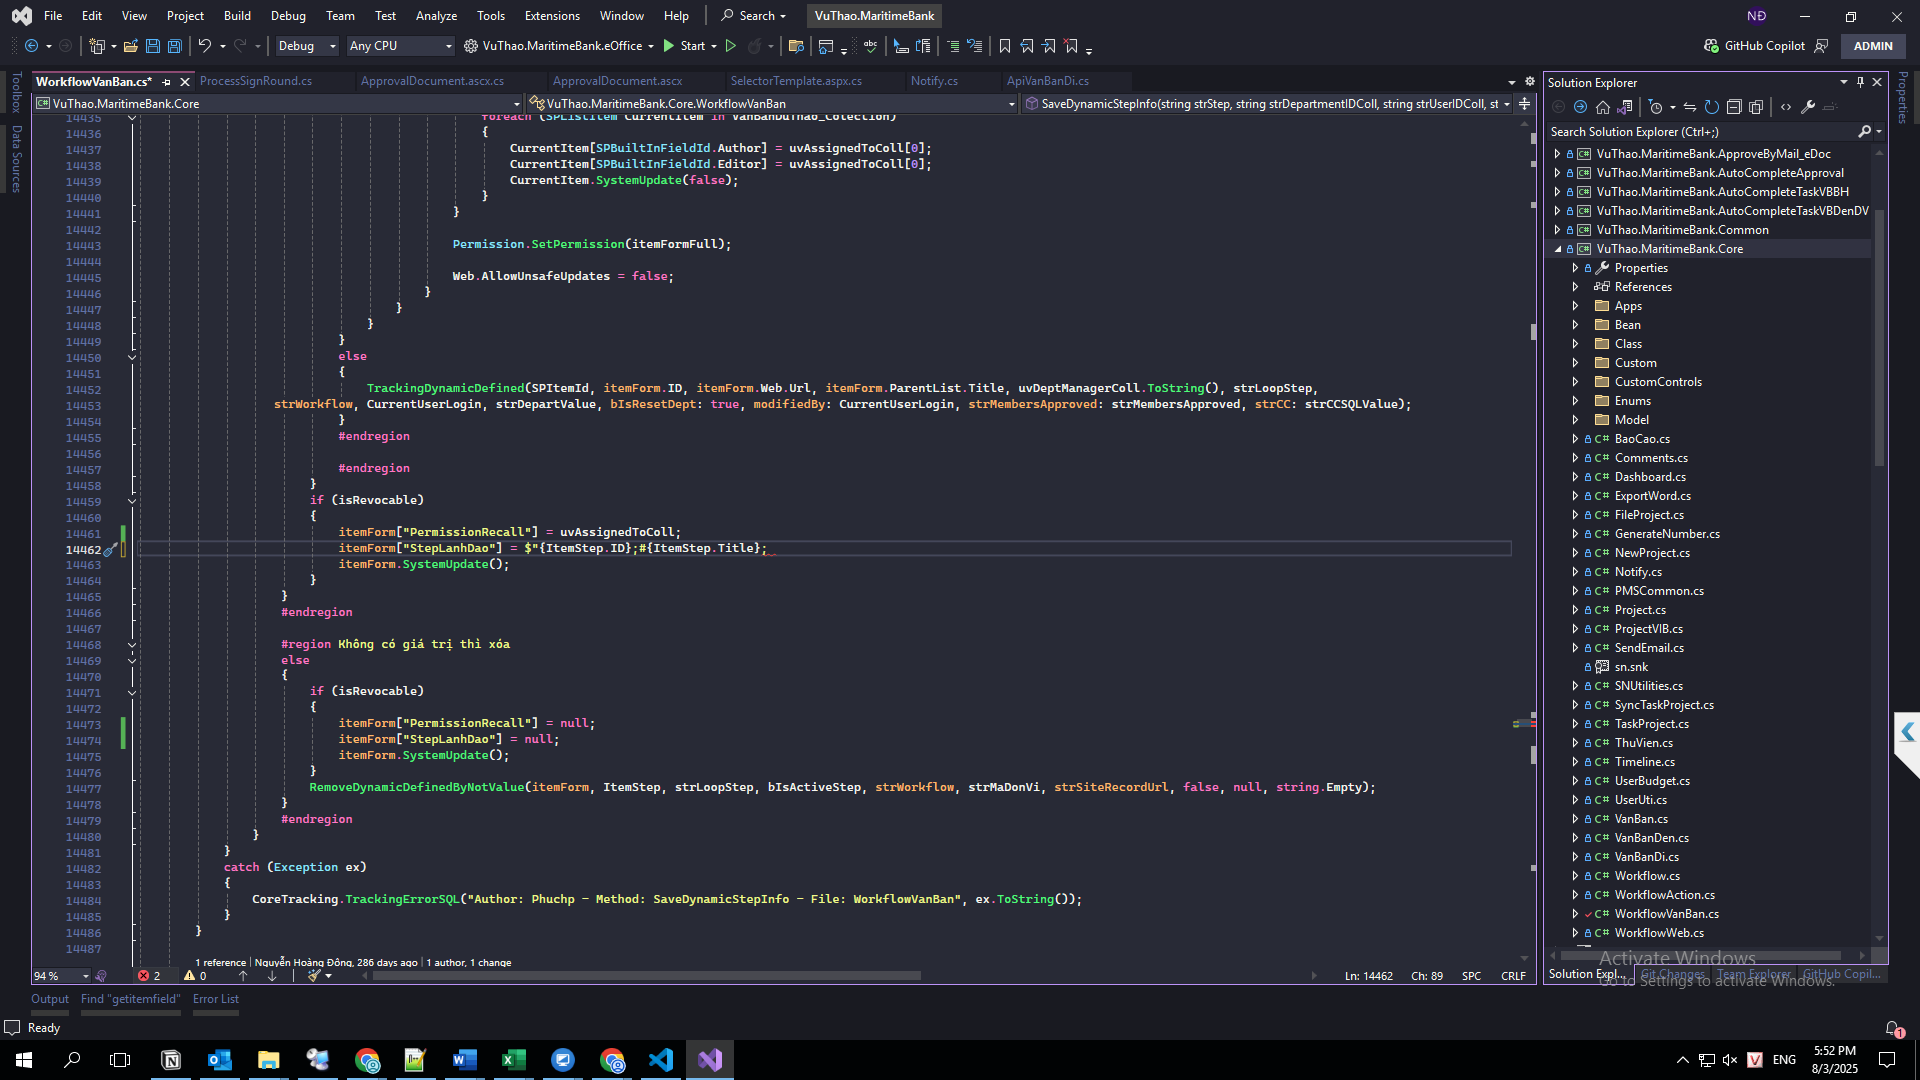 File Edit View Project Build Debug Team Test Analyze Tools Extensions Window Help Search VuThao.MaritimeBank NĐ
Debug Any CPU VuThao.MaritimeBank.eOffice Start GitHub Copilot ADMIN
WorkflowVanBan.cs* ProcessSignRound.cs ApprovalDocument.ascx.cs ApprovalDocument.ascx SelectorTemplate.aspx.cs Notify.cs ApiVanBanDi.cs
VuThao.MaritimeBank.Core VuThao.MaritimeBank.Core.WorkflowVanBan SaveDynamicStepInfo(string strStep, string strDepartmentIDColl, string strUserIDColl, st
Toolbox
Data Sources
14435 foreach (SPListItem CurrentItem in VanBanDuThao_Colection)
14436 {
14437 CurrentItem[SPBuiltInFieldId.Author] = uvAssignedToColl[0];
14438 CurrentItem[SPBuiltInFieldId.Editor] = uvAssignedToColl[0];
14439 CurrentItem.SystemUpdate(false);
14440 }
14441 }
14442
14443 Permission.SetPermission(itemFormFull);
14444
14445 Web.AllowUnsafeUpdates = false;
14446 }
14447 }
14448 }
14449 }
14450 else
14451 {
14452 TrackingDynamicDefined(SPItemId, itemForm.ID, itemForm.Web.Url, itemForm.ParentList.Title, uvDeptManagerColl.ToString(), strLoopStep,
14453 strWorkflow, CurrentUserLogin, strDepartValue, bIsResetDept: true, modifiedBy: CurrentUserLogin, strMembersApproved: strMembersApproved, strCC: strCCSQLValue);
14454 }
14455 #endregion
14456
14457 #endregion
14458 }
14459 if (isRevocable)
14460 {
14461 itemForm["PermissionRecall"] = uvAssignedToColl;
14462 itemForm["StepLanhDao"] = $"{ItemStep.ID};#{ItemStep.Title};
14463 itemForm.SystemUpdate();
14464 }
14465 }
14466 #endregion
14467
14468 #region Không có giá trị thì xóa
14469 else
14470 {
14471 if (isRevocable)
14472 {
14473 itemForm["PermissionRecall"] = null;
14474 itemForm["StepLanhDao"] = null;
14475 itemForm.SystemUpdate();
14476 }
14477 RemoveDynamicDefinedByNotValue(itemForm, ItemStep, strLoopStep, bIsActiveStep, strWorkflow, strMaDonVi, strSiteRecordUrl, false, null, string.Empty);
14478 }
14479 #endregion
14480 }
14481 }
14482 catch (Exception ex)
14483 {
14484 CoreTracking.TrackingErrorSQL("Author: Phuchp - Method: SaveDynamicStepInfo - File: WorkflowVanBan", ex.ToString());
14485 }
14486 }
14487
1 reference | Nguyễn Hoàng Đông, 286 days ago | 1 author, 1 change
94 % 2 0 Ln: 14462 Ch: 89 SPC CRLF
Output Find "getitemfield" Error List
Ready
Solution Explorer
Search Solution Explorer (Ctrl+;)
VuThao.MaritimeBank.ApproveByMail_eDoc
VuThao.MaritimeBank.AutoCompleteApproval
VuThao.MaritimeBank.AutoCompleteTaskVBBH
VuThao.MaritimeBank.AutoCompleteTaskVBDenDV
VuThao.MaritimeBank.Common
VuThao.MaritimeBank.Core
Properties
References
Apps
Bean
Class
Custom
CustomControls
Enums
Model
C# BaoCao.cs
C# Comments.cs
C# Dashboard.cs
C# ExportWord.cs
C# FileProject.cs
C# GenerateNumber.cs
C# NewProject.cs
C# Notify.cs
C# PMSCommon.cs
C# Project.cs
C# ProjectVIB.cs
C# SendEmail.cs
sn.snk
C# SNUtilities.cs
C# SyncTaskProject.cs
C# TaskProject.cs
C# ThuVien.cs
C# Timeline.cs
C# UserBudget.cs
C# UserUti.cs
C# VanBan.cs
C# VanBanDen.cs
C# VanBanDi.cs
C# Workflow.cs
C# WorkflowAction.cs
C# WorkflowVanBan.cs
C# WorkflowWeb.cs
Solution Expl... Git Changes Team Explorer GitHub Copil...
Properties
Activate Windows
Go to Settings to activate Windows.
1
ENG
5:52 PM
8/3/2025